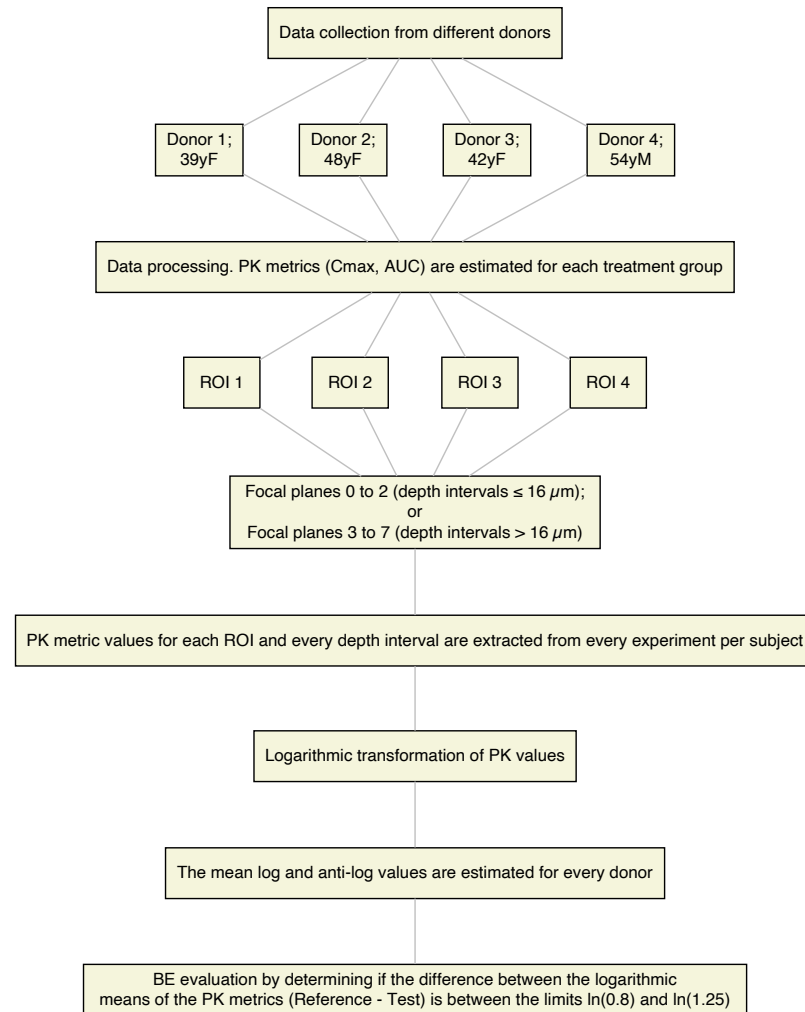 Data collection from different donors
Donor 1;
39yF
Donor 2;
48yF
Donor 3;
42yF
Donor 4;
54yM
Data processing. PK metrics (Cmax, AUC) are estimated for each treatment group
ROI 1
ROI 2
ROI 3
ROI 4
Focal planes 0 to 2 (depth intervals ≤ 16 µm);
or
Focal planes 3 to 7 (depth intervals > 16 µm)
PK metric values for each ROI and every depth interval are extracted from every experiment per subject
Logarithmic transformation of PK values
The mean log and anti-log values are estimated for every donor
BE evaluation by determining if the difference between the logarithmic
means of the PK metrics (Reference - Test) is between the limits ln(0.8) and ln(1.25)